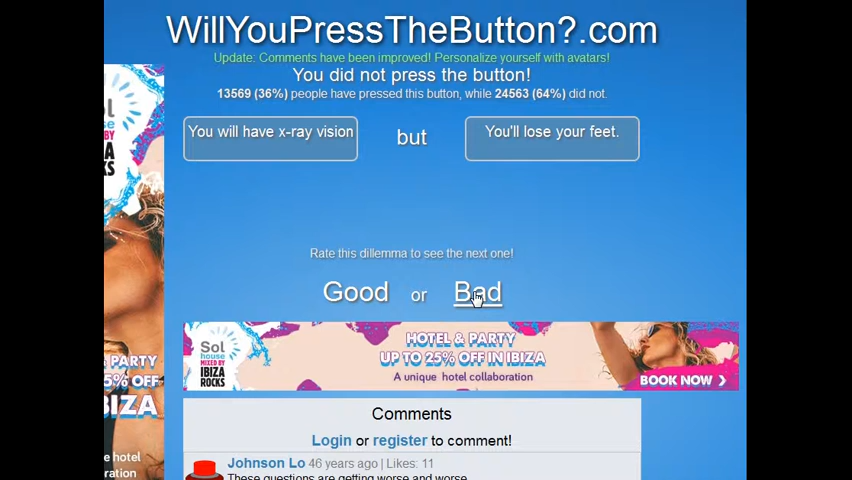 WillYouPressTheButton?.com
Update: Comments have been improved! Personalize yourself with avatars!
You did not press the button!
13569 (36%) people have pressed this button, while 24563 (64%) did not.
You will have x-ray vision
but
You'll lose your feet.
Rate this dillemma to see the next one!
Good or Bad
Sol
house
MIXED BY
IBIZA
ROCKS
HOTEL & PARTY
UP TO 25% OFF IN IBIZA
A unique hotel collaboration
BOOK NOW
Comments
Login or register to comment!
Johnson Lo 46 years ago | Likes: 11
These questions are getting worse and worse